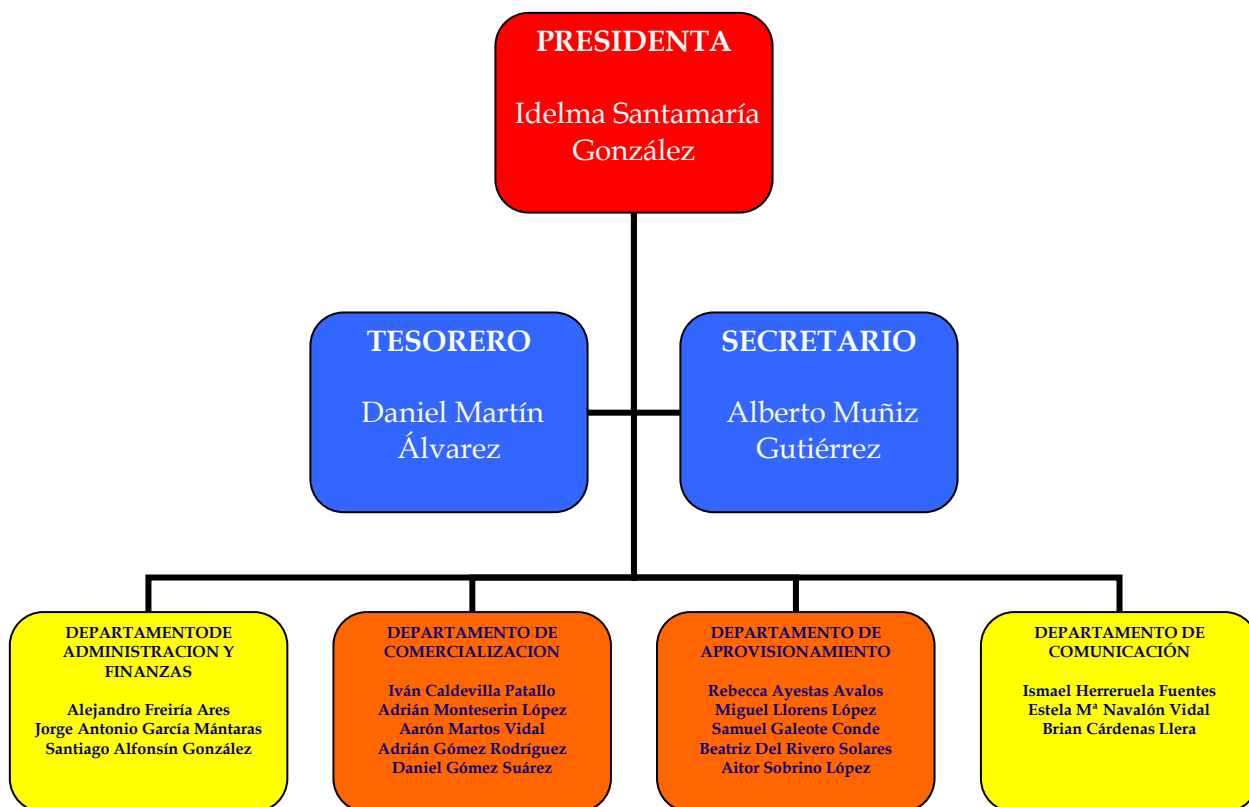 PRESIDENTA
Idelma Santamaría
González
TESORERO
Daniel Martín
Álvarez
SECRETARIO
Alberto Muñiz
Gutiérrez
DEPARTAMENTODE
ADMINISTRACION Y
FINANZAS
Alejandro Freiría Ares
Jorge Antonio García Mántaras
Santiago Alfonsín González
DEPARTAMENTO DE
COMERCIALIZACION
Iván Caldevilla Patallo
Adrián Monteserin López
Aarón Martos Vidal
Adrián Gómez Rodríguez
Daniel Gómez Suárez
DEPARTAMENTO DE
APROVISIONAMIENTO
Rebecca Ayestas Avalos
Miguel Llorens López
Samuel Galeote Conde
Beatriz Del Rivero Solares
Aitor Sobrino López
DEPARTAMENTO DE
COMUNICACIÓN
Ismael Herreruela Fuentes
Estela Mª Navalón Vidal
Brian Cárdenas Llera